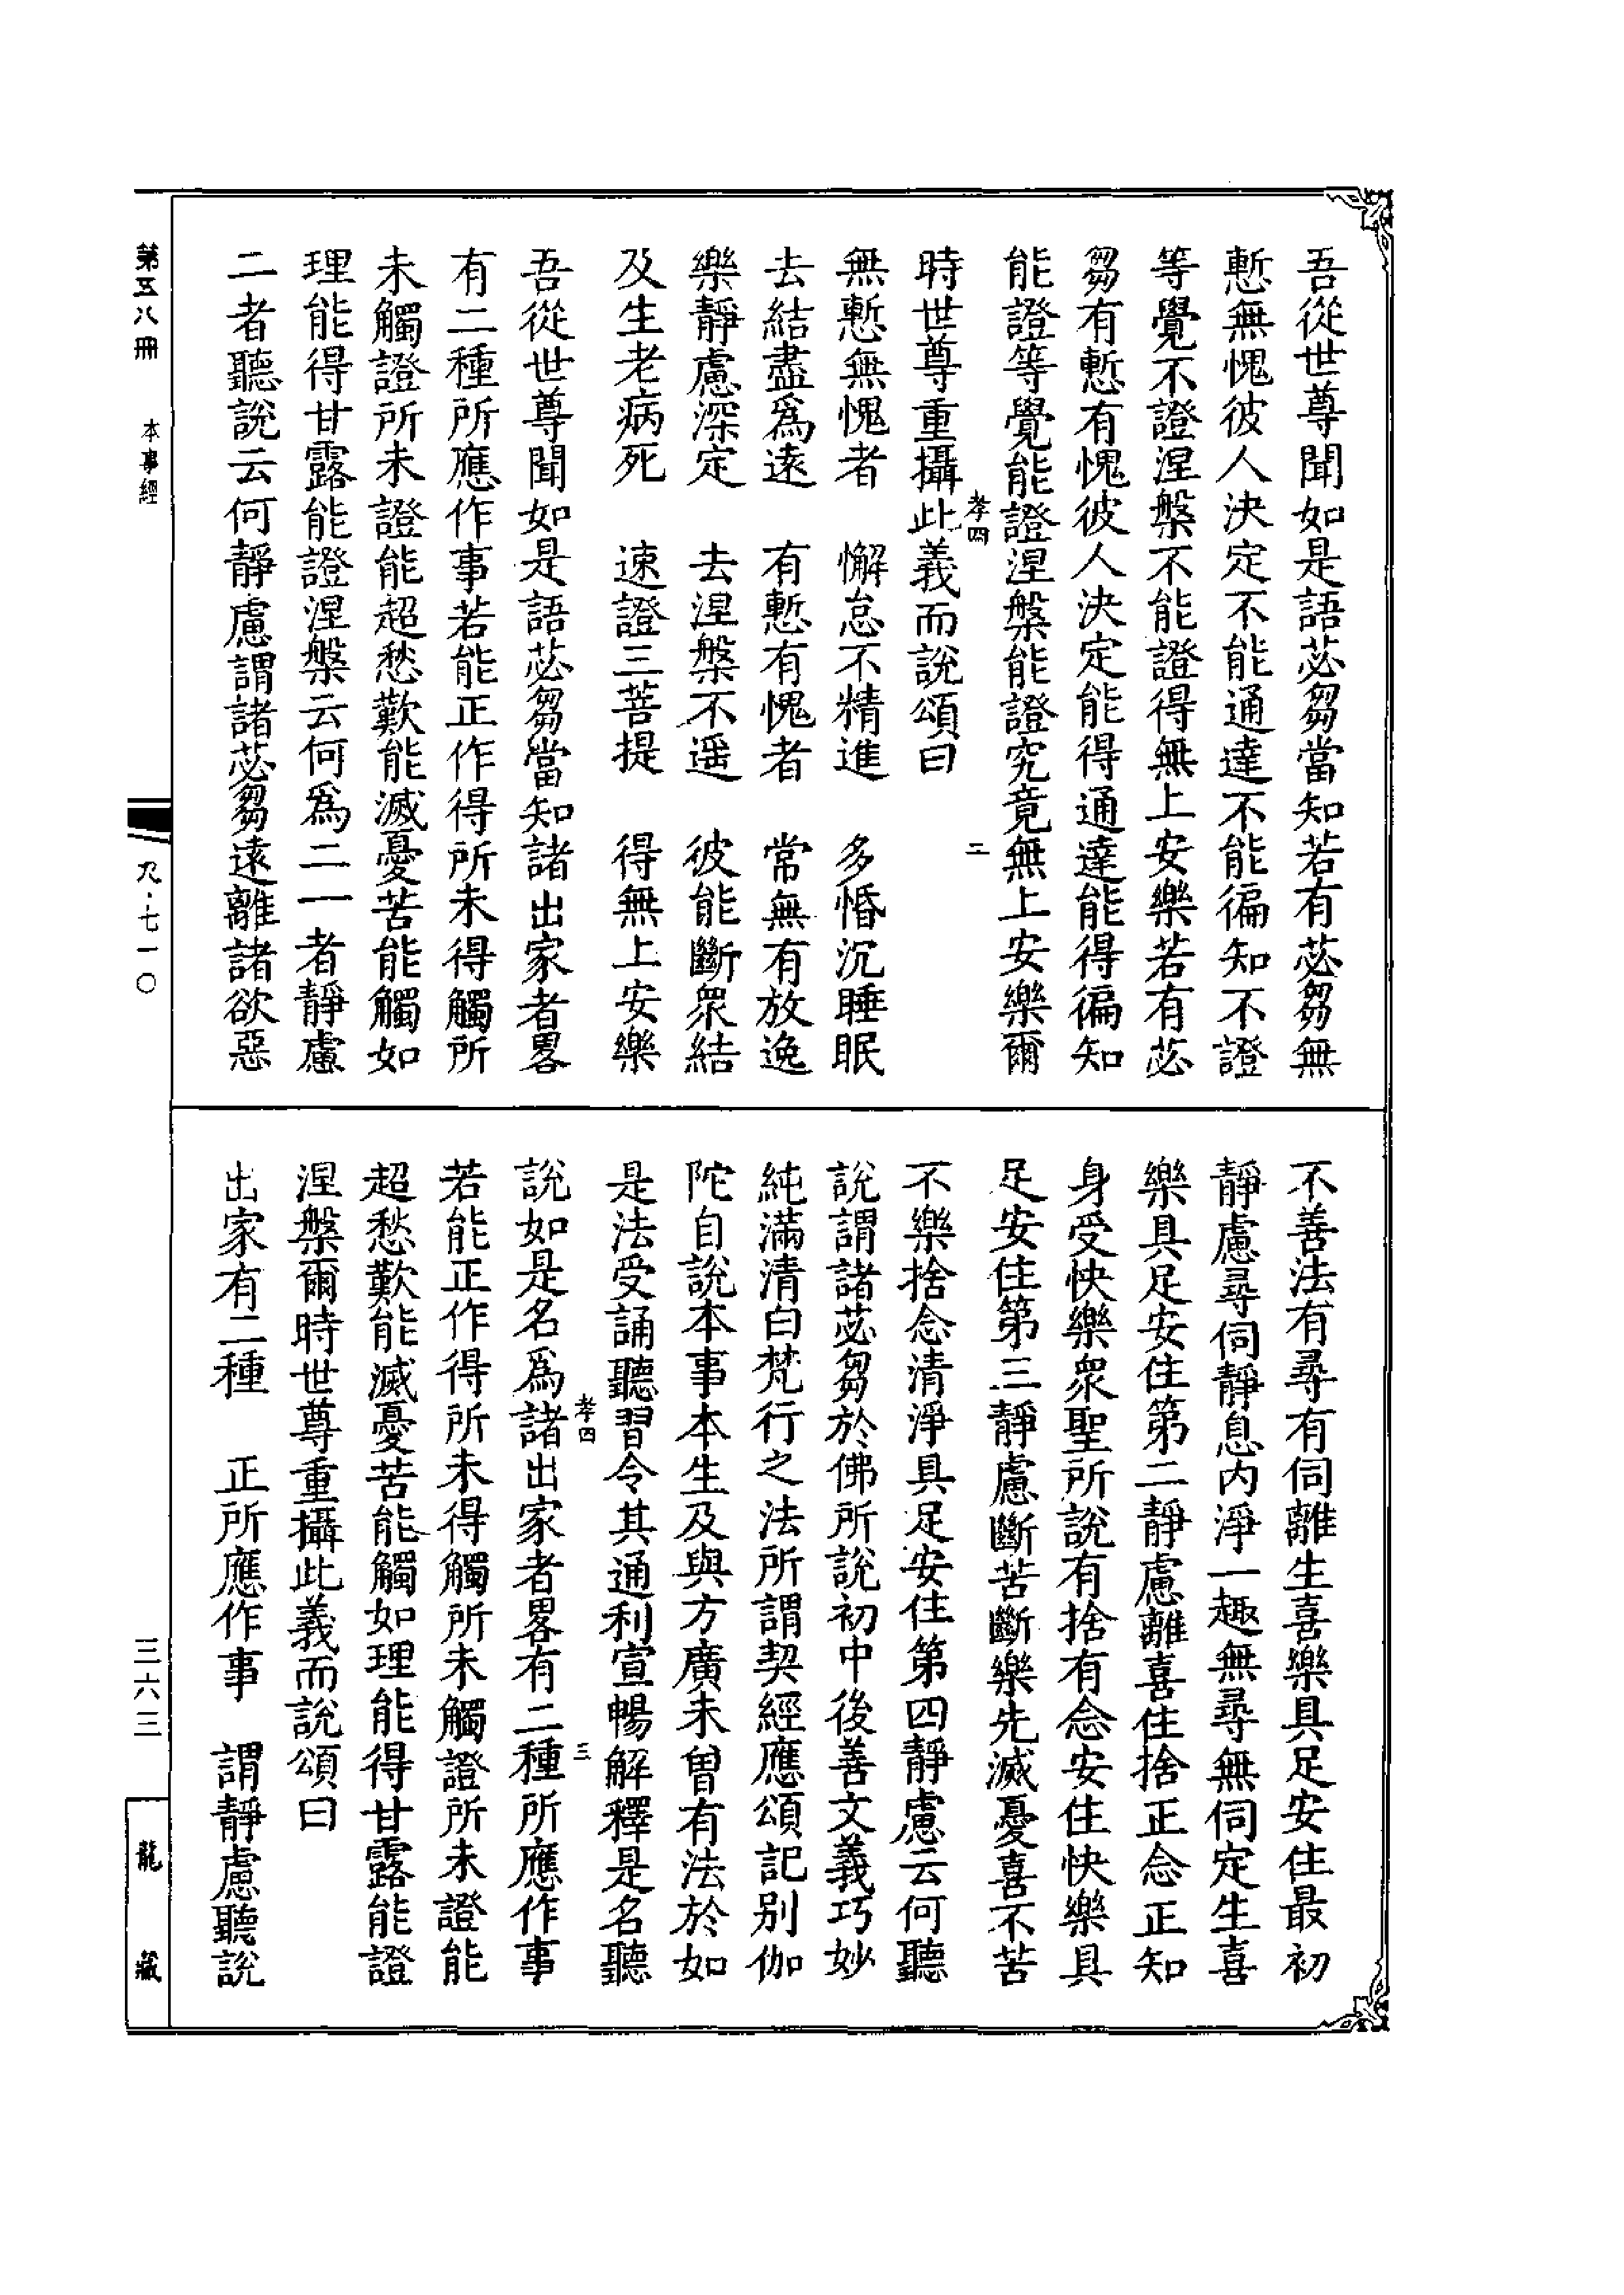 吾從世尊聞如是語苾芻當知若有苾芻無
慙無愧彼人決定不能通達不能徧知不證
等覺不證涅槃不能證得無上安樂若有苾
芻有慙有愧彼人決定能得通達能得徧知
能證等覺能證涅槃能證究竟無上安樂爾
孝四 二
時世尊重攝此義而說頌曰
無慙無愧者 懈怠不精進 多惛沉睡眠
去結盡爲遠 有慙有愧者 常無有放逸
樂靜慮深定 去涅槃不遥 彼能斷衆結
及生老病死 速證三菩提 得無上安樂
吾從世尊聞如是語苾芻當知諸出家者畧
有二種所應作事若能正作得所未得觸所
未觸證所未證能超愁歎能滅憂苦能觸如
理能得甘露能證涅槃云何爲二一者靜慮
二者聽說云何靜慮謂諸苾芻遠離諸欲惡
不善法有尋有伺離生喜樂具足安住最初
靜慮尋伺靜息內淨一趣無尋無伺定生喜
樂具足安住第二靜慮離喜住捨正念正知
身受快樂衆聖所說有捨有念安住快樂具
足安住第三靜慮斷苦斷樂先滅憂喜不苦
不樂捨念清淨具足安住第四靜慮云何聽
說謂諸苾芻於佛所說初中後善文義巧妙
純滿清白梵行之法所謂契經應頌記別伽
陀自說本事本生及與方廣未曾有法於如
是法受誦聽習令其通利宣暢解釋是名聽
孝四 三
說如是名爲諸出家者畧有二種所應作事
若能正作得所未得觸所未觸證所未證能
超愁歎能滅憂苦能觸如理能得甘露能證
涅槃爾時世尊重攝此義而說頌曰
出家有二種 正所應作事 謂靜慮聽說
第五八冊 本事經
九·七一〇
三六三
龍藏